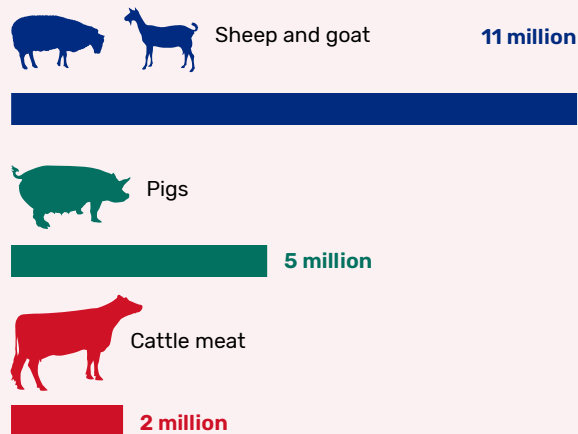 Sheep and goat
11 million
Pigs
5 million
Cattle meat
2 million